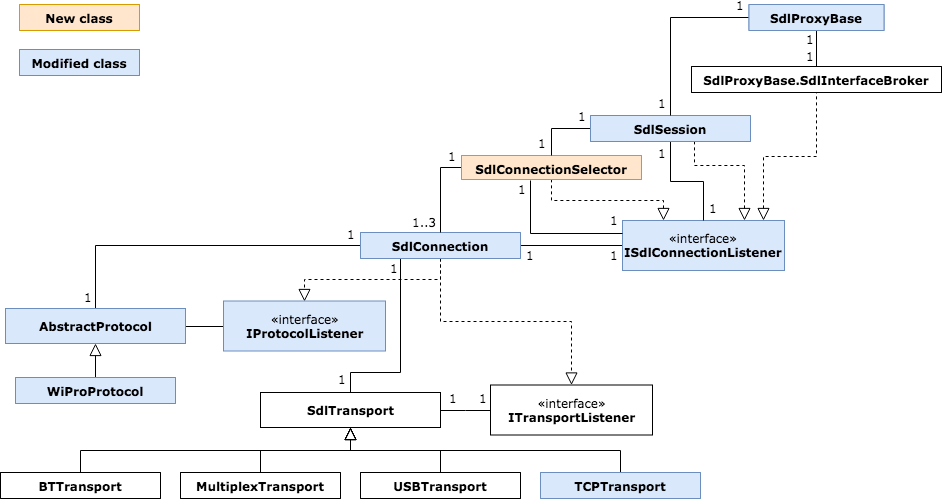 New class
Modified class
1
SdlProxyBase
1
1
SdlProxyBase.SdlInterfaceBroker
1
1
SdlSession
1
1
1
SdlConnectionSelector
1
1
1..3
1
1
SdlConnection
1
1
1
«interface»
ISdlConnectionListener
1
1
AbstractProtocol
«interface»
IProtocolListener
WiProProtocol
1
SdlTransport
1
1
«interface»
ITransportListener
BTTransport
MultiplexTransport
USBTransport
TCPTransport